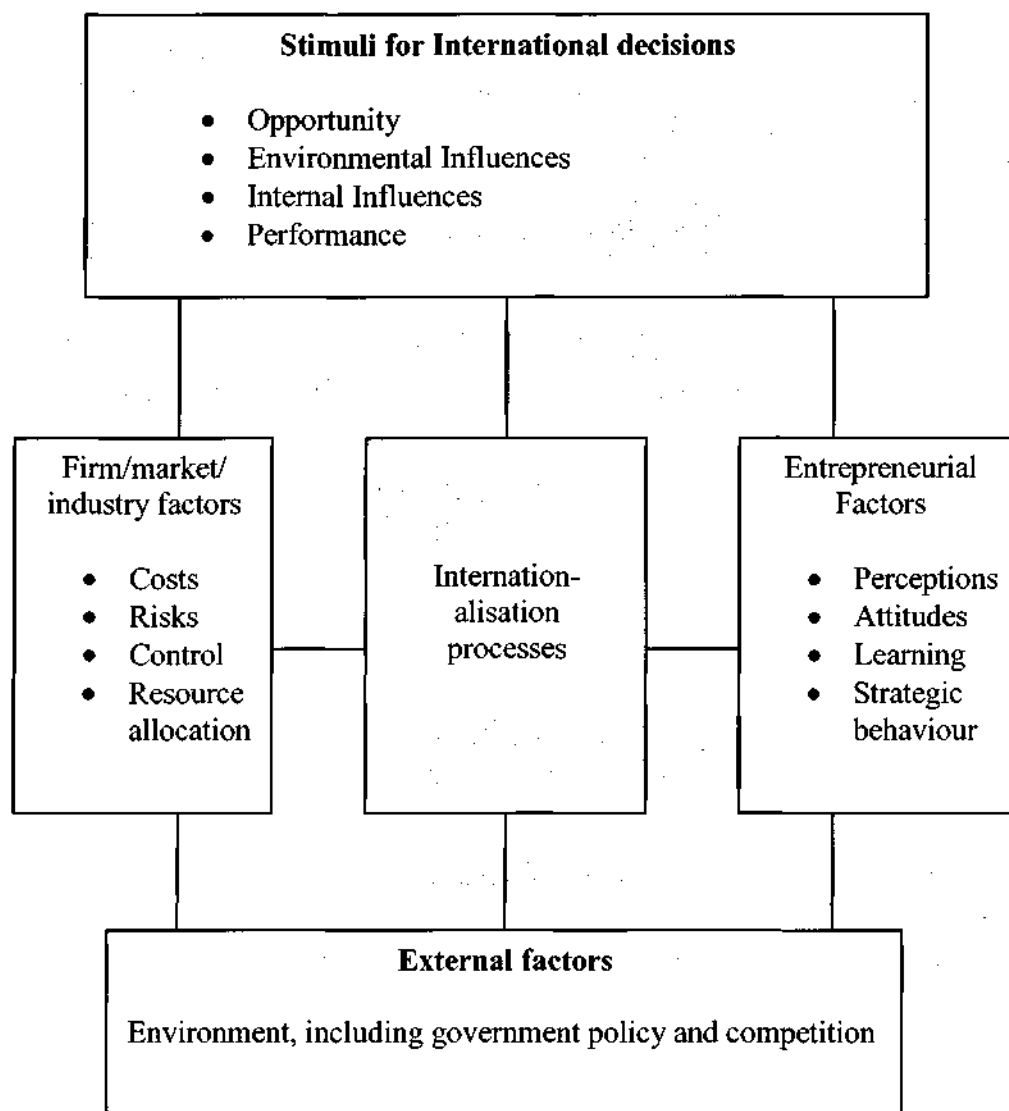 Stimuli for International decisions
• Opportunity
• Environmental Influences
• Internal Influences
• Performance
Firm/market/
industry factors
• Costs
• Risks
• Control
• Resource
allocation
Internation-
alisation
processes
Entrepreneurial
Factors
• Perceptions
• Attitudes
• Learning
• Strategic
behaviour
External factors
Environment, including government policy and competition